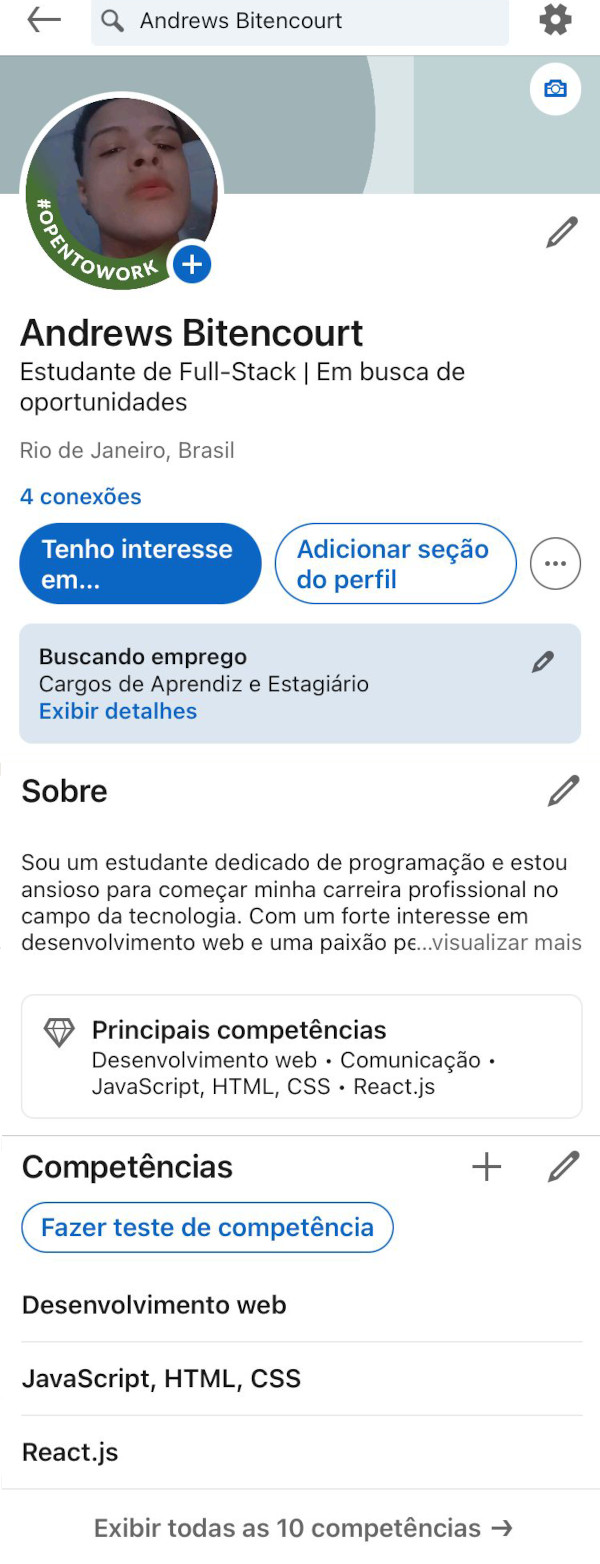 Andrews Bitencourt
#OPENTOWORK
Andrews Bitencourt
Estudante de Full-Stack | Em busca de
oportunidades
Rio de Janeiro, Brasil
4 conexões
Tenho interesse
em...
Adicionar seção
do perfil
Buscando emprego
Cargos de Aprendiz e Estagiário
Exibir detalhes
Sobre
Sou um estudante dedicado de programação e estou
ansioso para começar minha carreira profissional no
campo da tecnologia. Com um forte interesse em
desenvolvimento web e uma paixão pe...visualizar mais
Principais competências
Desenvolvimento web • Comunicação •
JavaScript, HTML, CSS • React.js
Competências
Fazer teste de competência
Desenvolvimento web
JavaScript, HTML, CSS
React.js
Exibir todas as 10 competências →